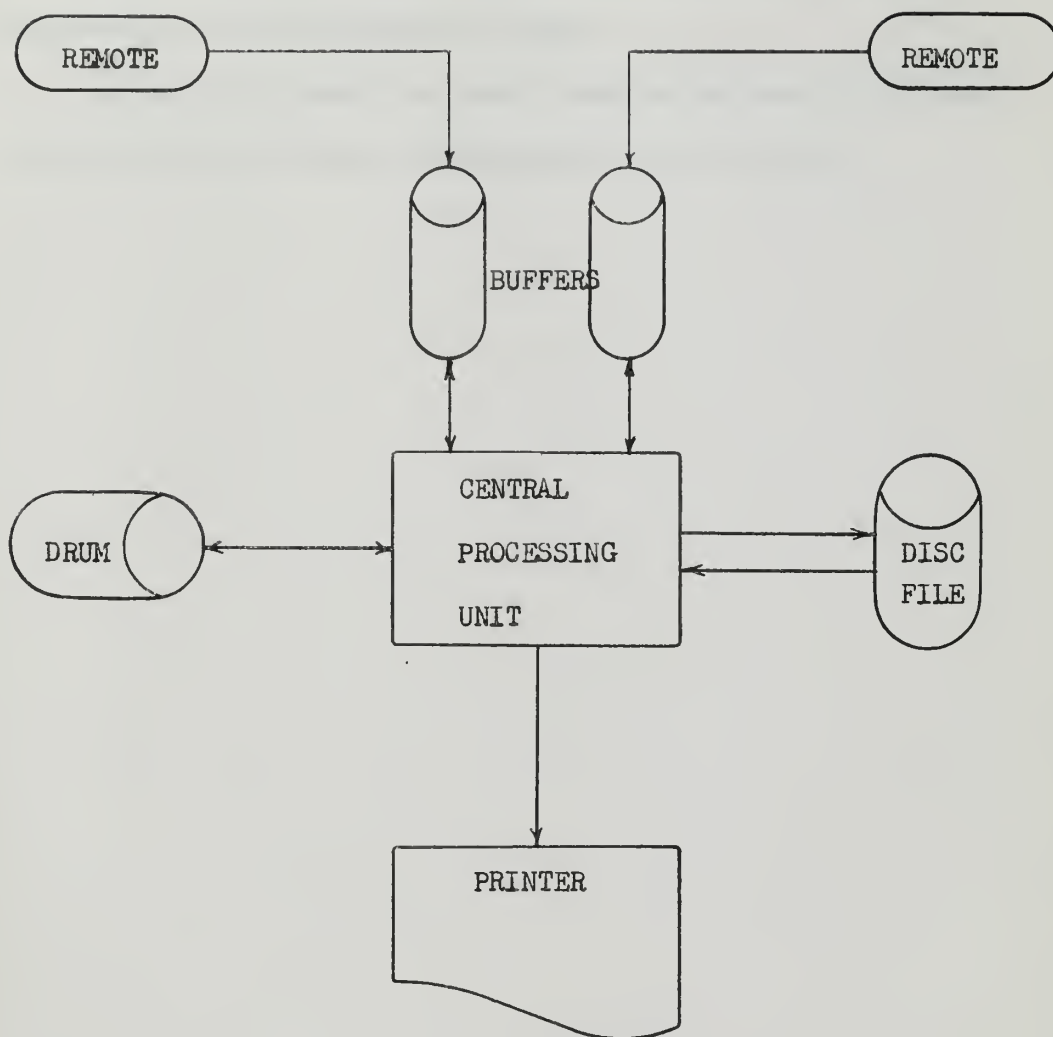 REMOTE
REMOTE
BUFFERS
CENTRAL
PROCESSING
UNIT
DRUM
DISC
FILE
PRINTER